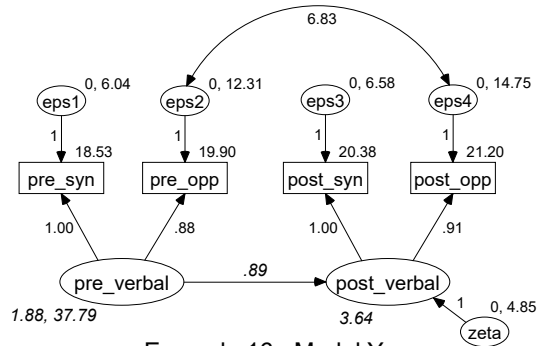 6.83
0, 6.04 0, 12.31 0, 6.58 0, 14.75
eps1 eps2 eps3 eps4
1 1 1 1
18.53 19.90 20.38 21.20
pre_syn pre_opp post_syn post_opp
1.00 .88 1.00 .91
.89
pre_verbal post_verbal
1.88, 37.79 3.64 1 0, 4.85
zeta